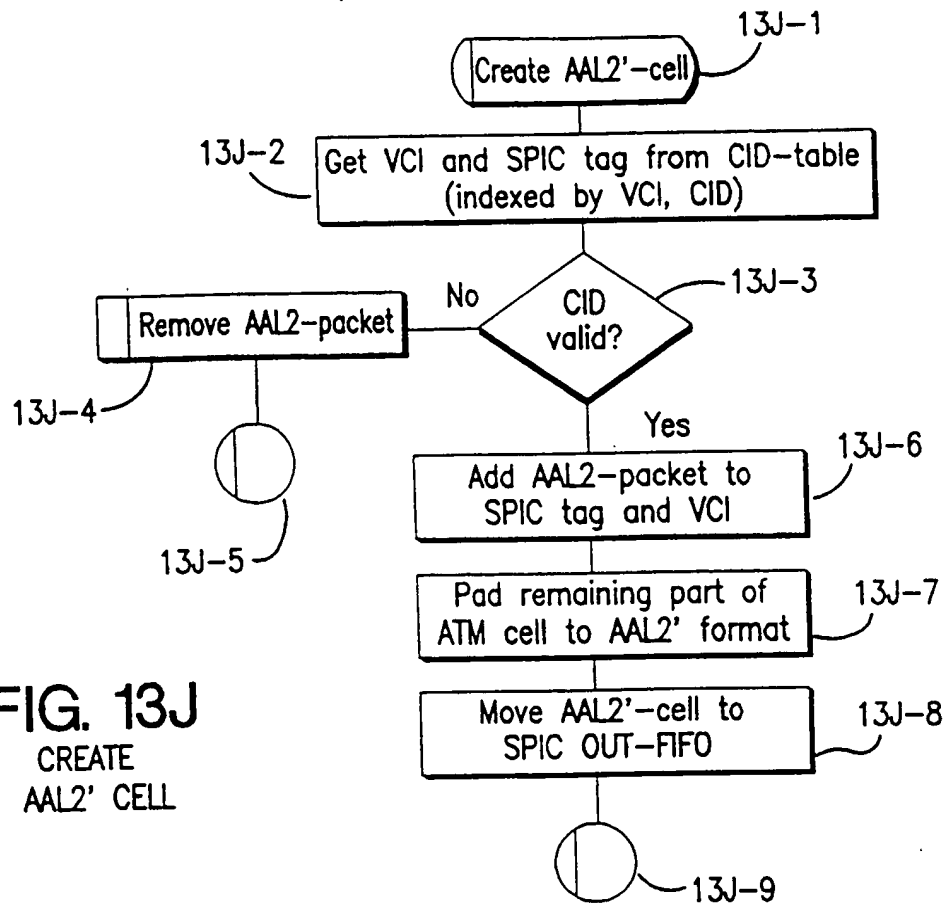 13J-1
Create AAL2'-cell
13J-2
Get VCI and SPIC tag from CID-table
(indexed by VCI, CID)
13J-3
No
CID
valid?
Remove AAL2-packet
13J-4
Yes
13J-5
13J-6
Add AAL2-packet to
SPIC tag and VCI
13J-7
Pad remaining part of
ATM cell to AAL2' format
FIG. 13J
CREATE
AAL2' CELL
Move AAL2'-cell to
SPIC OUT-FIFO
13J-8
13J-9